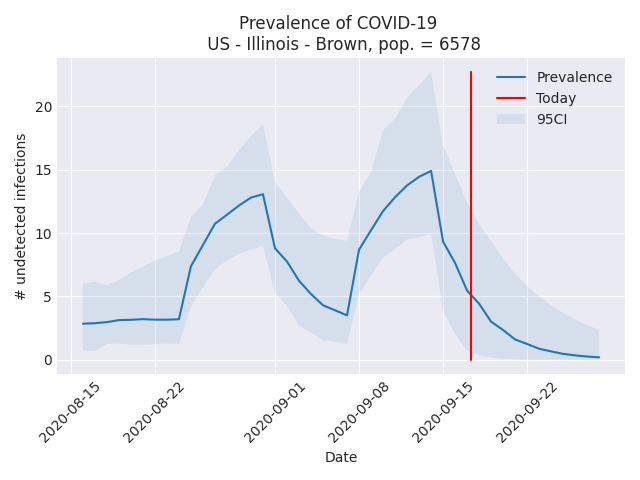 Prevalence of COVID-19
US - Illinois - Brown, pop. = 6578
# undetected infections
20
15
10
5
0
Prevalence
Today
95CI
2020-08-15
2020-08-22
2020-09-01
2020-09-08
2020-09-15
2020-09-22
Date